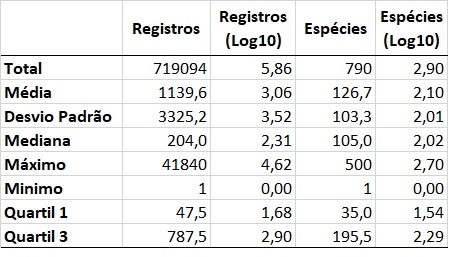 Registros Registros (Log10) Espécies Espécies (Log10)
Total 719094 5,86 790 2,90
Média 1139,6 3,06 126,7 2,10
Desvio Padrão 3325,2 3,52 103,3 2,01
Mediana 204,0 2,31 105,0 2,02
Máximo 41840 4,62 500 2,70
Minimo 1 0,00 1 0,00
Quartil 1 47,5 1,68 35,0 1,54
Quartil 3 787,5 2,90 195,5 2,29